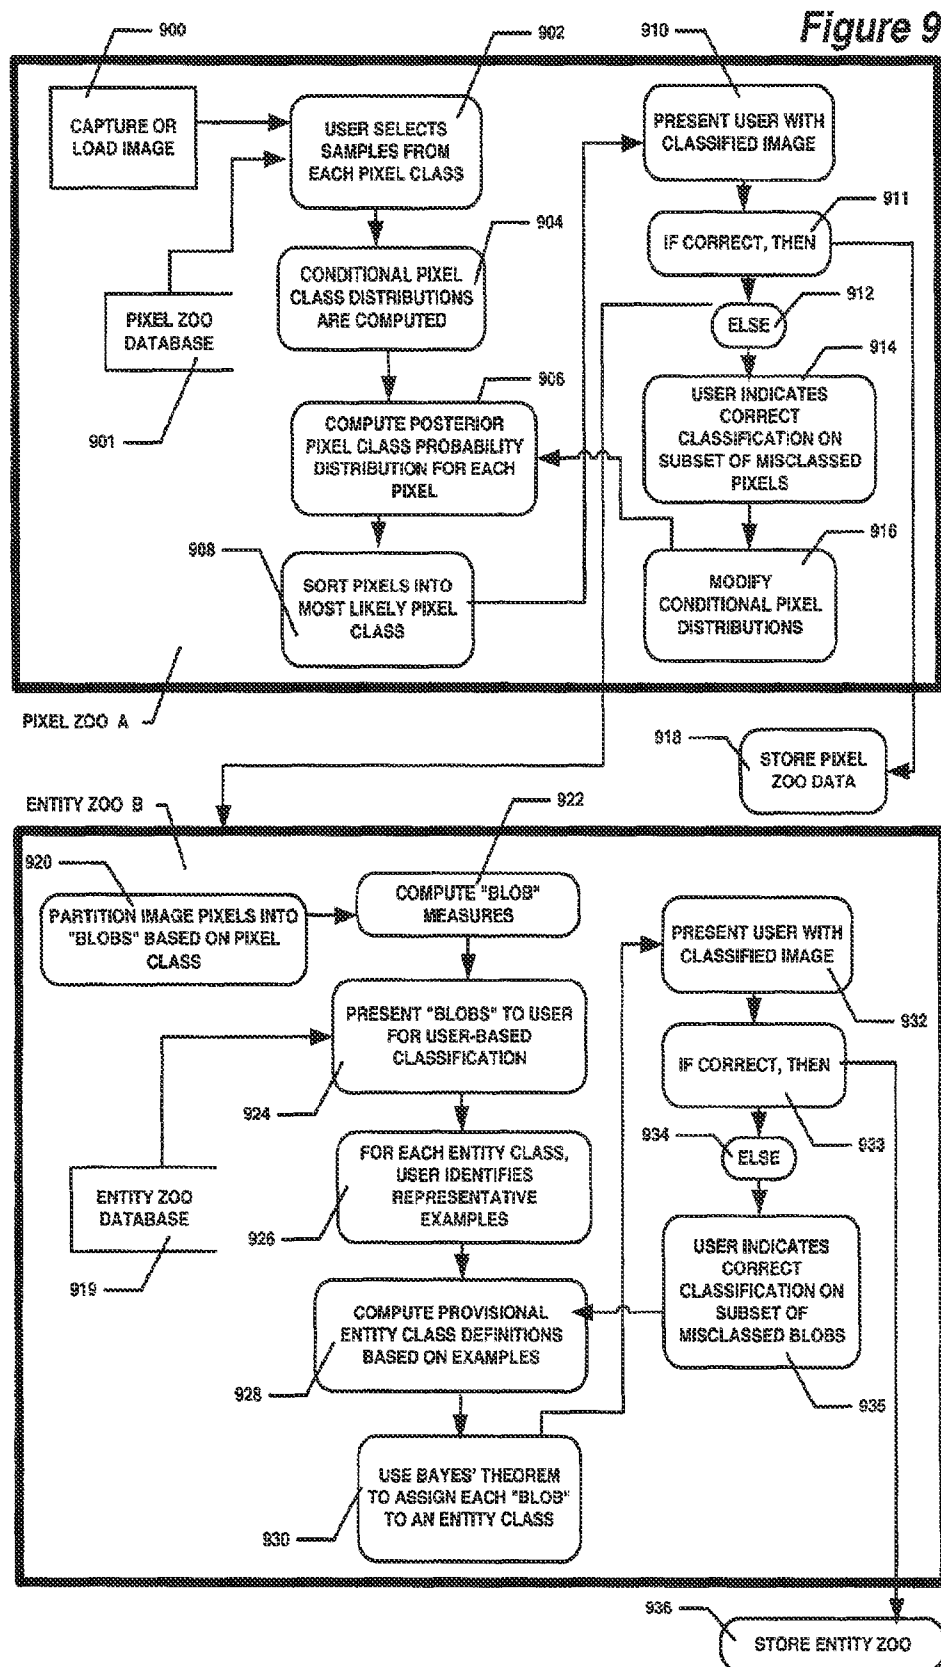 Figure 9
900
902
910
CAPTURE OR
LOAD IMAGE
USER SELECTS
SAMPLES FROM
EACH PIXEL CLASS
PRESENT USER WITH
CLASSIFIED IMAGE
904
911
IF CORRECT, THEN
CONDITIONAL PIXEL
CLASS DISTRIBUTIONS
ARE COMPUTED
912
ELSE
PIXEL ZOO
DATABASE
901
906
914
COMPUTE POSTERIOR
PIXEL CLASS PROBABILITY
DISTRIBUTION FOR EACH
PIXEL
USER INDICATES
CORRECT
CLASSIFICATION ON
SUBSET OF MISCLASSED
PIXELS
908
916
SORT PIXELS INTO
MOST LIKELY PIXEL
CLASS
MODIFY
CONDITIONAL PIXEL
DISTRIBUTIONS
PIXEL ZOO A
918
STORE PIXEL
ZOO DATA
ENTITY ZOO B
922
920
PARTITION IMAGE PIXELS INTO
"BLOBS" BASED ON PIXEL
CLASS
COMPUTE "BLOB"
MEASURES
PRESENT USER WITH
CLASSIFIED IMAGE
932
PRESENT "BLOBS" TO USER
FOR USER-BASED
CLASSIFICATION
924
IF CORRECT, THEN
933
934
ELSE
FOR EACH ENTITY CLASS,
USER IDENTIFIES
REPRESENTATIVE
EXAMPLES
926
ENTITY ZOO
DATABASE
919
USER INDICATES
CORRECT
CLASSIFICATION ON
SUBSET OF
MISCLASSED BLOBS
935
COMPUTE PROVISIONAL
ENTITY CLASS DEFINITIONS
BASED ON EXAMPLES
928
USE BAYES' THEOREM
TO ASSIGN EACH "BLOB"
TO AN ENTITY CLASS
930
936
STORE ENTITY ZOO